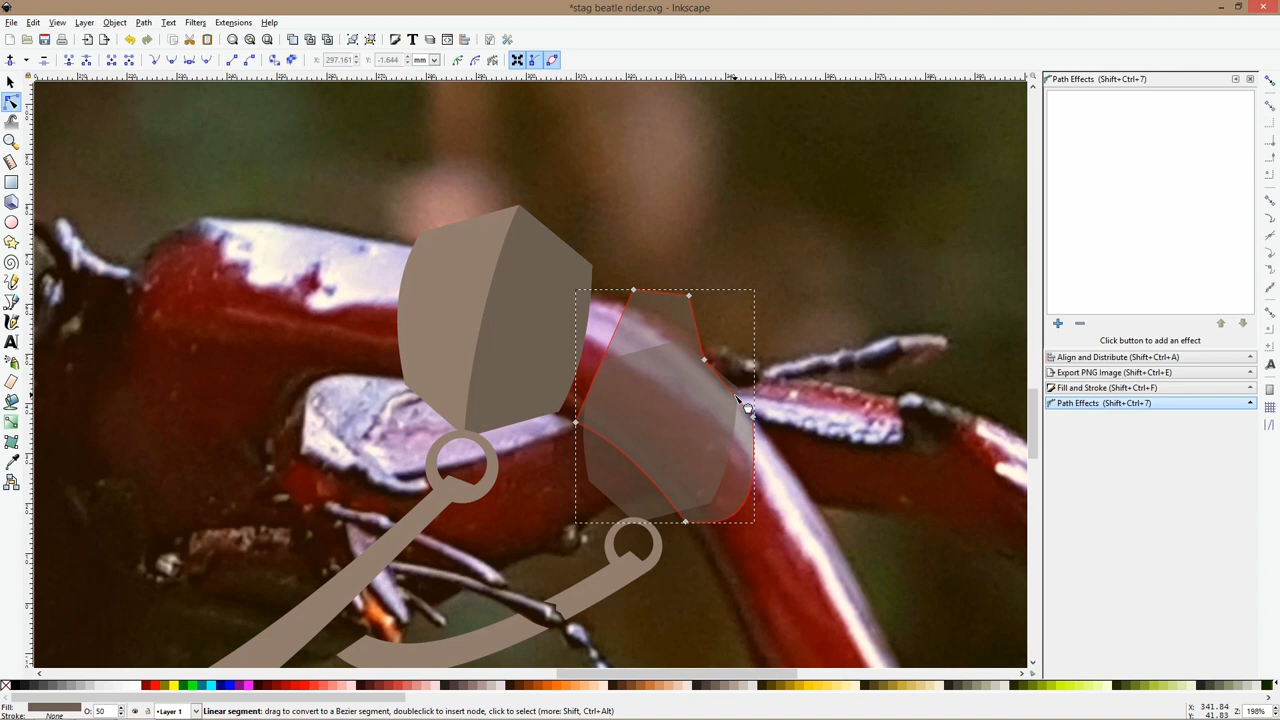 *stag beatle rider.svg - Inkscape
File Edit View Layer Object Path Text Filters Extensions Help
X: 297.161 Y: -1.644 mm
Path Effects (Shift+Ctrl+7)
Click button to add an effect
Align and Distribute (Shift+Ctrl+A)
Export PNG Image (Shift+Ctrl+E)
Fill and Stroke (Shift+Ctrl+F)
Path Effects (Shift+Ctrl+7)
Fill:
Stroke: None
O: 50
Layer 1
Linear segment: drag to convert to a Bezier segment, doubleclick to insert node, click to select (more: Shift, Ctrl+Alt)
X: 341.84
Y: 41.83
Z: 198%